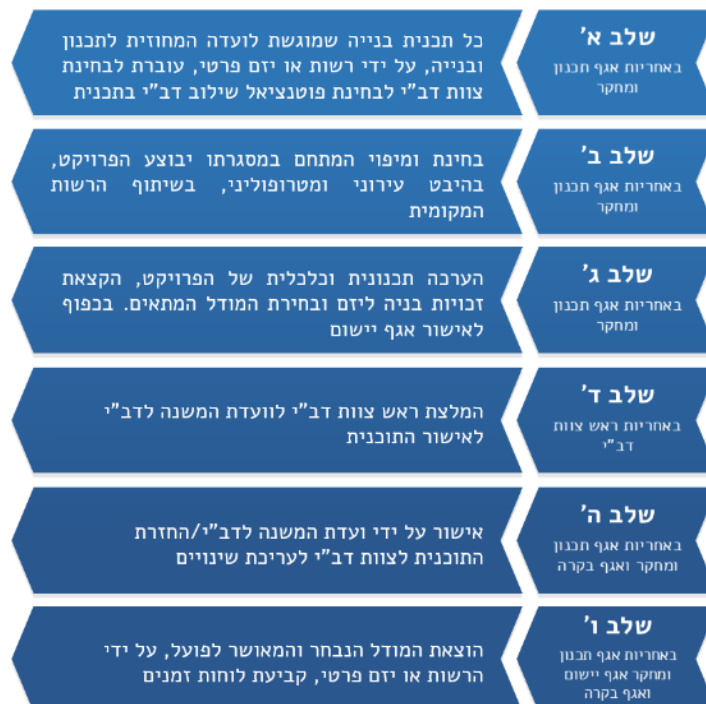 שלב א'
באחריות אגף תכנון
ומחקר
כל תכנית בנייה שמוגשת לועדה המחוזית לתכנון
ובנייה, על ידי רשות או יזם פרטי, עוברת לבחינת
צוות דב"י לבחינת פוטנציאל שילוב דב"י בתכנית
שלב ב'
באחריות אגף תכנון
ומחקר
בחינת ומיפוי המתחם במסגרתו יבוצע הפרויקט,
בהיבט עירוני ומטרופוליני, בשיתוף הרשות
המקומית
שלב ג'
באחריות אגף תכנון
ומחקר
הערכה תכנונית וכלכלית של הפרויקט, הקצאת
זכויות בניה ליזם ובחירת המודל המתאים. בכפוף
לאישור אגף יישום
שלב ד'
באחריות ראש צוות
דב"י
המלצת ראש צוות דב"י לוועדת המשנה לדב"י
לאישור התוכנית
שלב ה'
באחריות אגף תכנון
ומחקר ואגף בקרה
אישור על ידי ועדת המשנה לדב"י/החזרת
התוכנית לצוות דב"י לעריכת שינויים
שלב ו'
באחריות אגף תכנון
ומחקר אגף יישום
ואגף בקרה
הוצאת המודל הנבחר והמאושר לפועל, על ידי
הרשות או יזם פרטי, קביעת לוחות זמנים